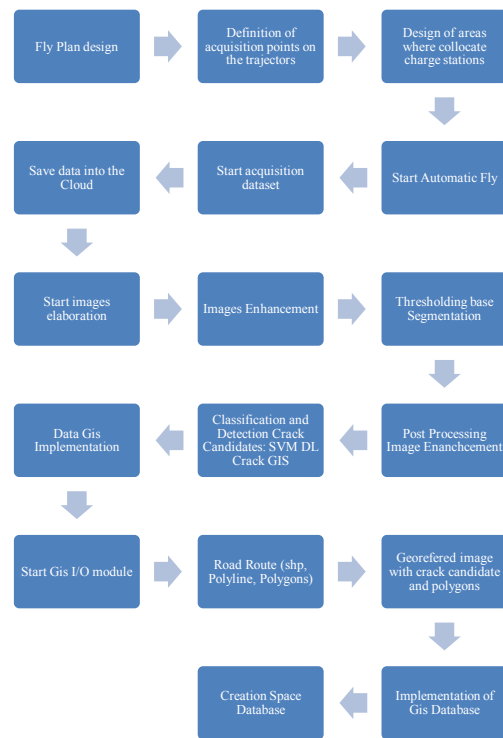 Fly Plan design
Definition of
acquisition points on
the trajectors
Design of areas
where collocate
charge stations
Start Automatic Fly
Start acquisition
dataset
Save data into the
Cloud
Start images
elaboration
Images Enhancement
Thresholding base
Segmentation
Post Processing
Image Enanchcement
Classification and
Detection Crack
Candidates: SVM DL
Crack GIS
Data Gis
Implementation
Start Gis I/O module
Road Route (shp,
Polyline, Polygons)
Georefered image
with crack candidate
and polygons
Implementation of
Gis Database
Creation Space
Database